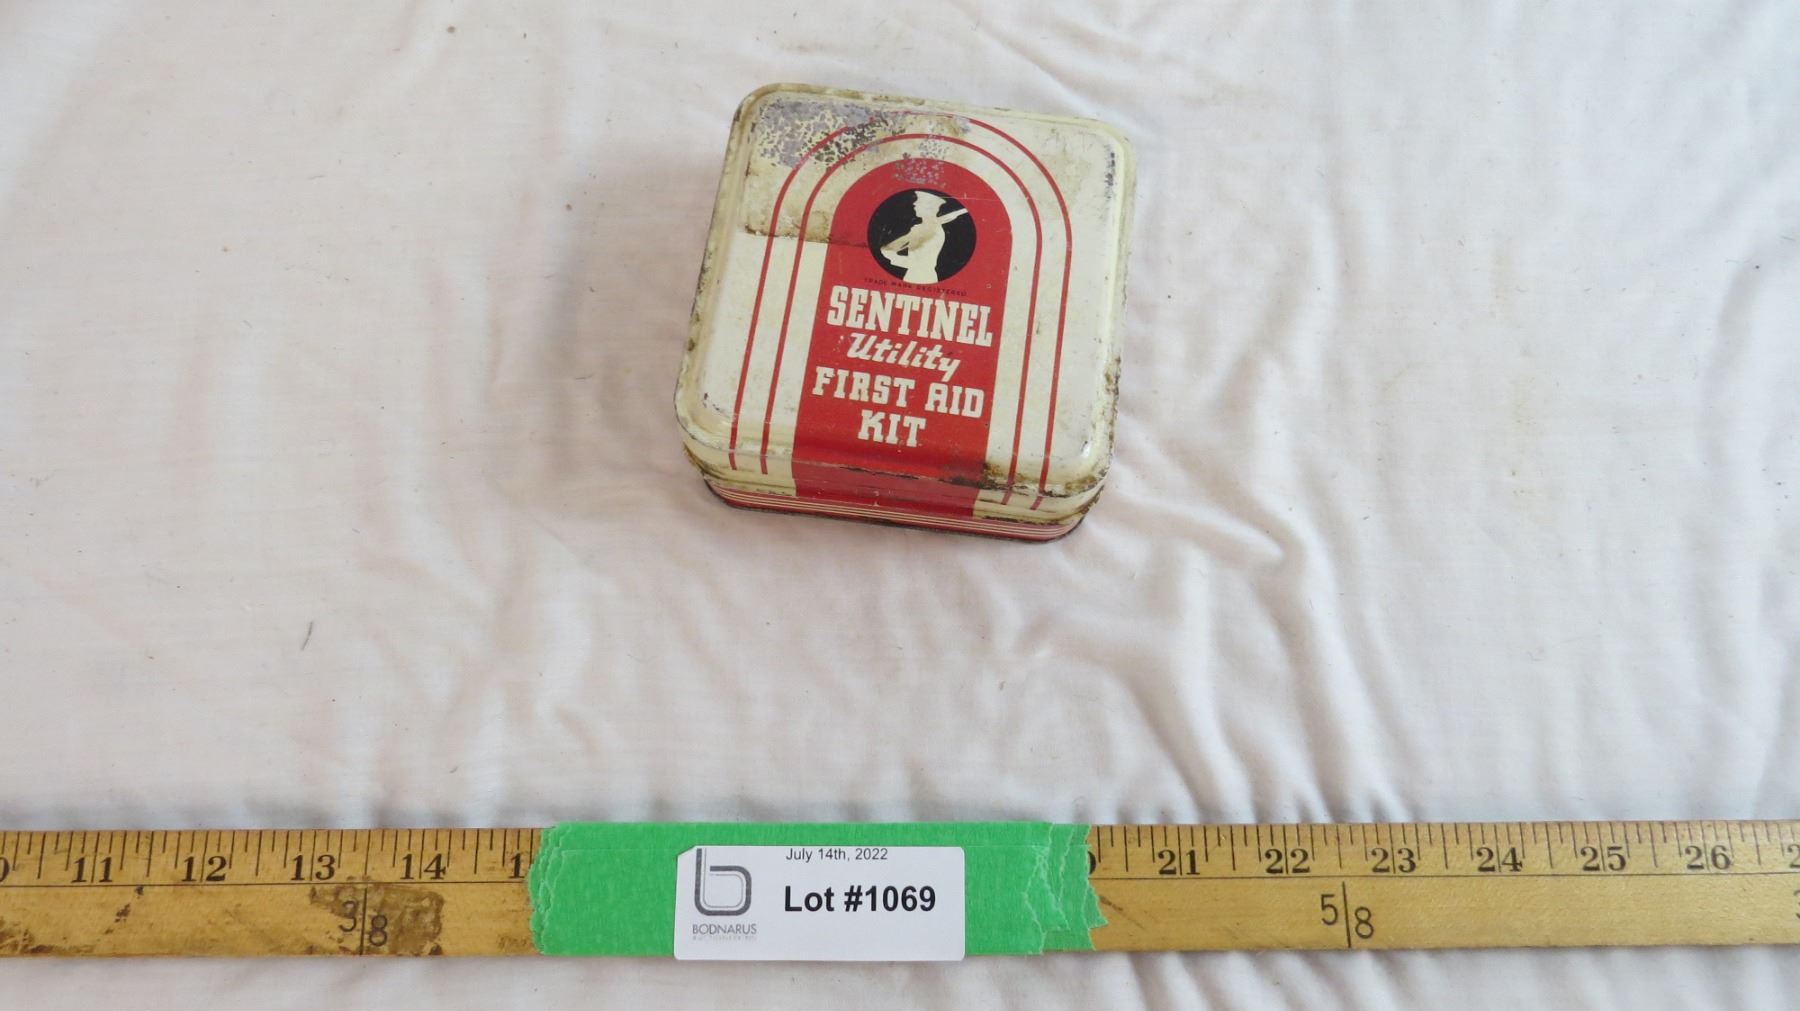 TRADE MARK REGISTERED
SENTINEL
Utility
FIRST AID
KIT
11 12 13 14 21 22 23 24 25 26
July 14th, 2022
Lot #1069
BODNARUS
3 8 5 8